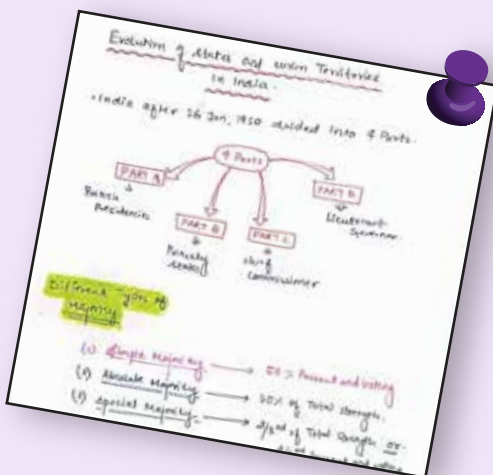 Evolution of states and union Territories
in India.
• India after 26 Jan, 1950 divided into 4 Parts.
4 Parts
PART A
British
Presidencies
PART B
Princely
states
PART C
chief
Commissioner
PART D
Lieutenant
Governor.
Different Types of
Majority
(1) Simple Majority → 50% Present and voting
(2) Absolute Majority → 50% of Total strength.
Special Majority → 2/3rd of Total Strength or